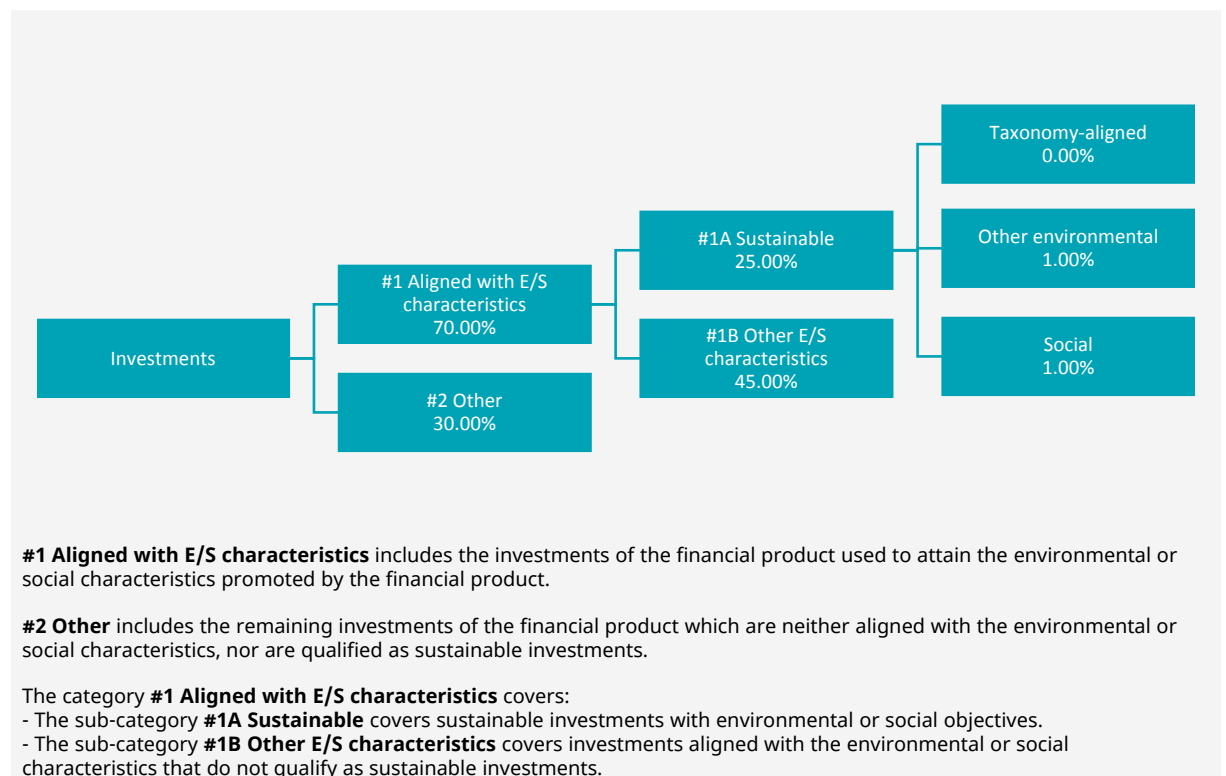 Investments
#1 Aligned with E/S
characteristics
70.00%
#2 Other
30.00%
#1A Sustainable
25.00%
#1B Other E/S
characteristics
45.00%
Taxonomy-aligned
0.00%
Other environmental
1.00%
Social
1.00%
#1 Aligned with E/S characteristics includes the investments of the financial product used to attain the environmental or
social characteristics promoted by the financial product.
#2 Other includes the remaining investments of the financial product which are neither aligned with the environmental or
social characteristics, nor are qualified as sustainable investments.
The category #1 Aligned with E/S characteristics covers:
- The sub-category #1A Sustainable covers sustainable investments with environmental or social objectives.
- The sub-category #1B Other E/S characteristics covers investments aligned with the environmental or social
characteristics that do not qualify as sustainable investments.